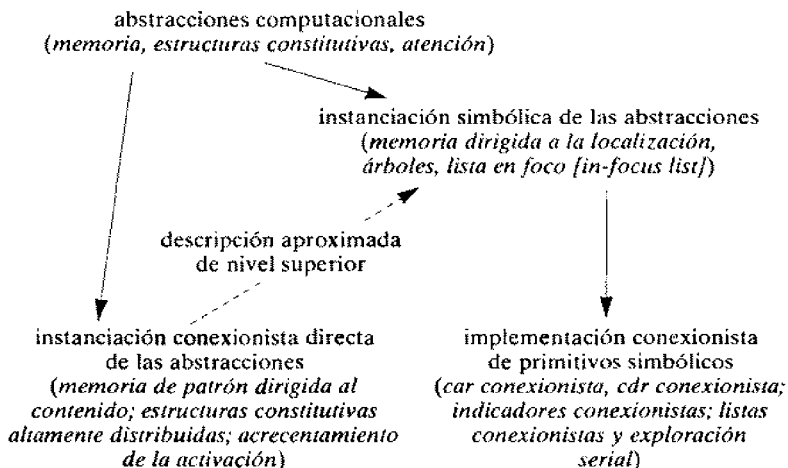 abstracciones computacionales
(memoria, estructuras constitutivas, atención)
instanciación simbólica de las abstracciones
(memoria dirigida a la localización,
árboles, lista en foco [in-focus list])
descripción aproximada
de nivel superior
instanciación conexionista directa
de las abstracciones
(memoria de patrón dirigida al
contenido; estructuras constitutivas
altamente distribuidas; acrecentamiento
de la activación)
implementación conexionista
de primitivos simbólicos
(car conexionista, cdr conexionista;
indicadores conexionistas; listas
conexionistas y exploración
serial)